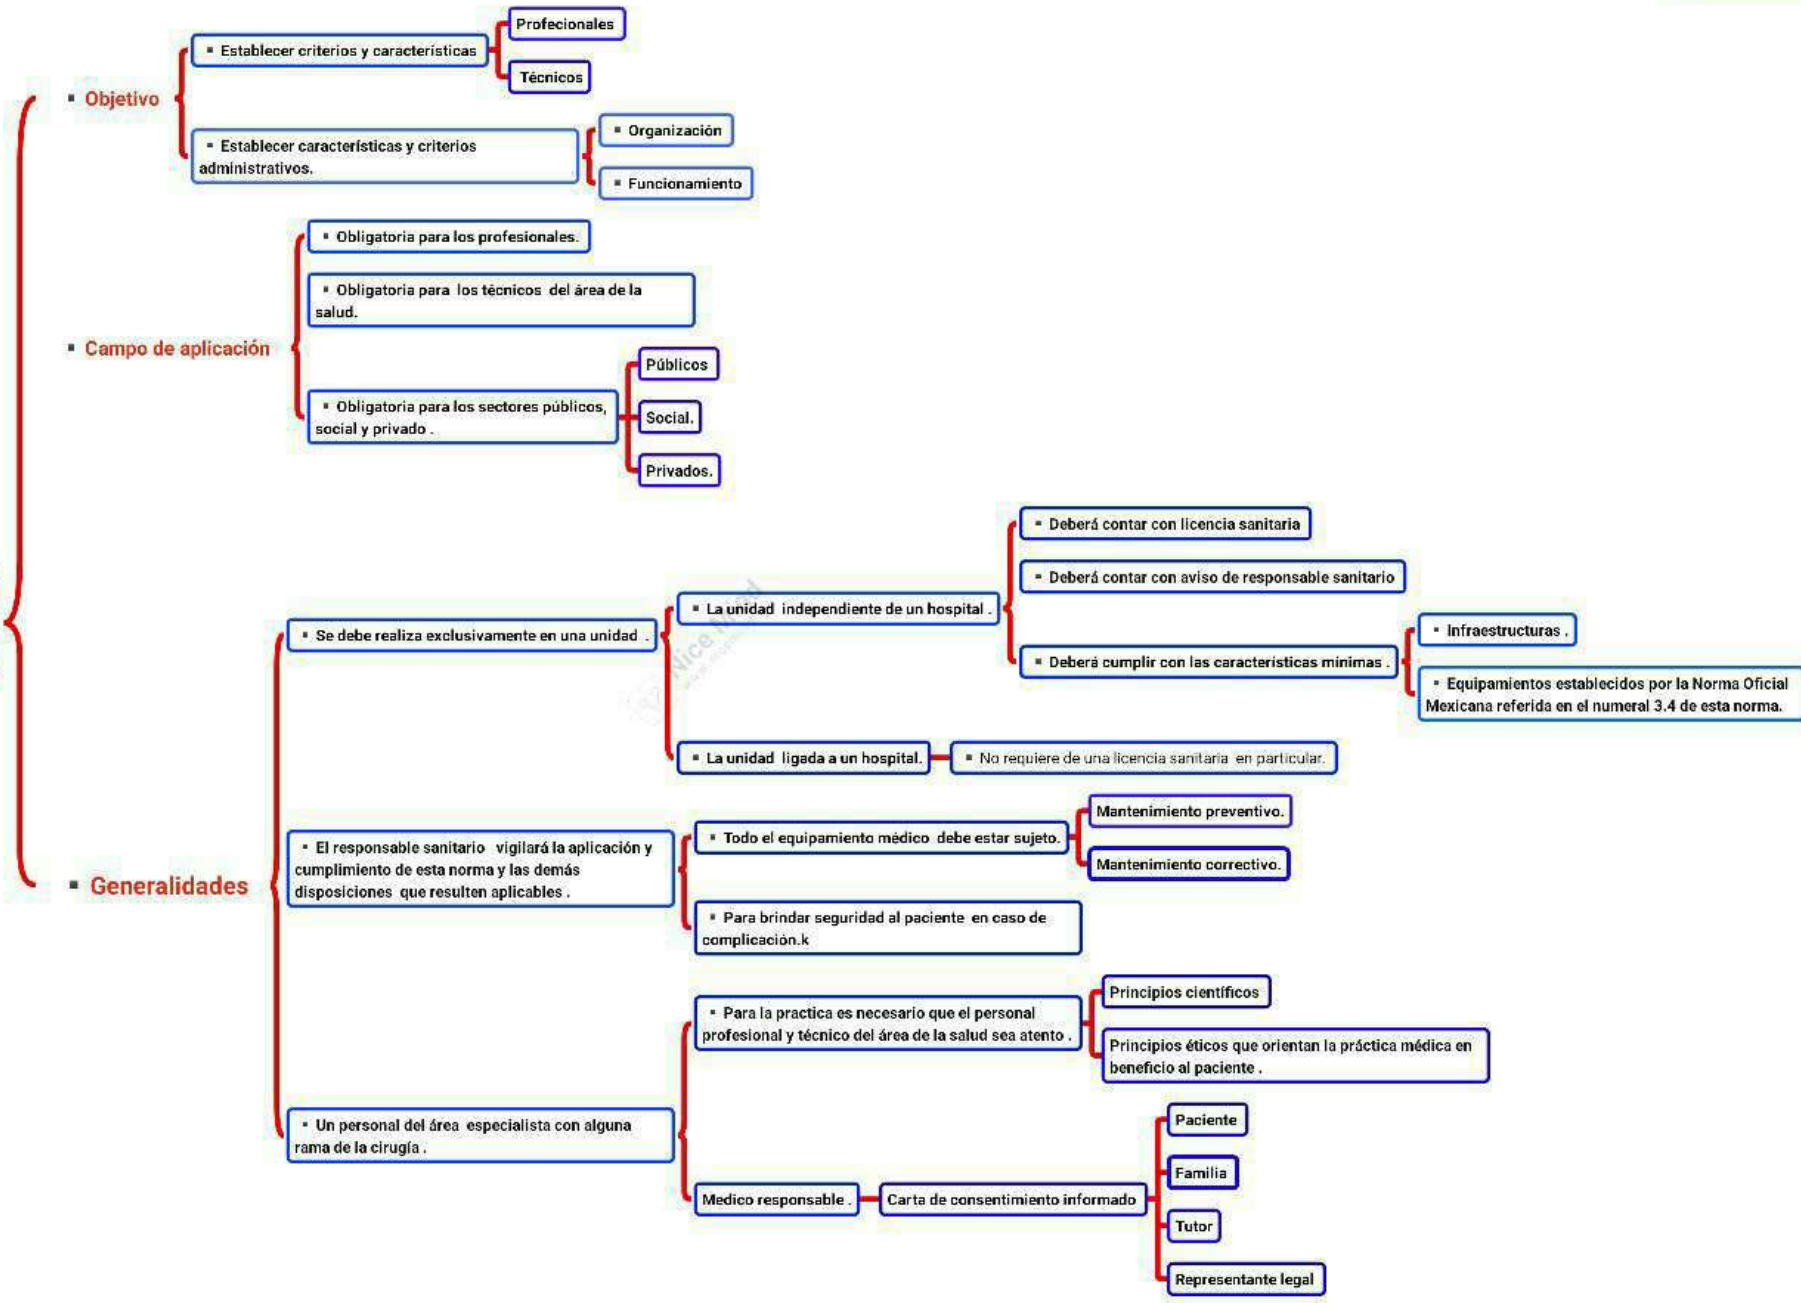 Profecionales
▪ Establecer criterios y características
Técnicos
▪ Objetivo
▪ Organización
▪ Establecer características y criterios
administrativos.
▪ Funcionamiento
▪ Obligatoria para los profesionales.
▪ Obligatoria para los técnicos del área de la
salud.
▪ Campo de aplicación
Públicos
▪ Obligatoria para los sectores públicos,
social y privado .
Social.
Privados.
▪ Deberá contar con licencia sanitaria
▪ Deberá contar con aviso de responsable sanitario
▪ La unidad independiente de un hospital .
▪ Infraestructuras .
▪ Se debe realiza exclusivamente en una unidad .
▪ Deberá cumplir con las características mínimas .
▪ Equipamientos establecidos por la Norma Oficial
Mexicana referida en el numeral 3.4 de esta norma.
Nice Mind
▪ La unidad ligada a un hospital.
▪ No requiere de una licencia sanitaria en particular.
Mantenimiento preventivo.
▪ Todo el equipamiento médico debe estar sujeto.
Mantenimiento correctivo.
▪ El responsable sanitario vigilará la aplicación y
cumplimiento de esta norma y las demás
disposiciones que resulten aplicables .
▪ Generalidades
▪ Para brindar seguridad al paciente en caso de
complicación.k
Principios científicos
▪ Para la practica es necesario que el personal
profesional y técnico del área de la salud sea atento .
Principios éticos que orientan la práctica médica en
beneficio al paciente .
▪ Un personal del área especialista con alguna
rama de la cirugía .
Paciente
Familia
Medico responsable .
Carta de consentimiento informado
Tutor
Representante legal